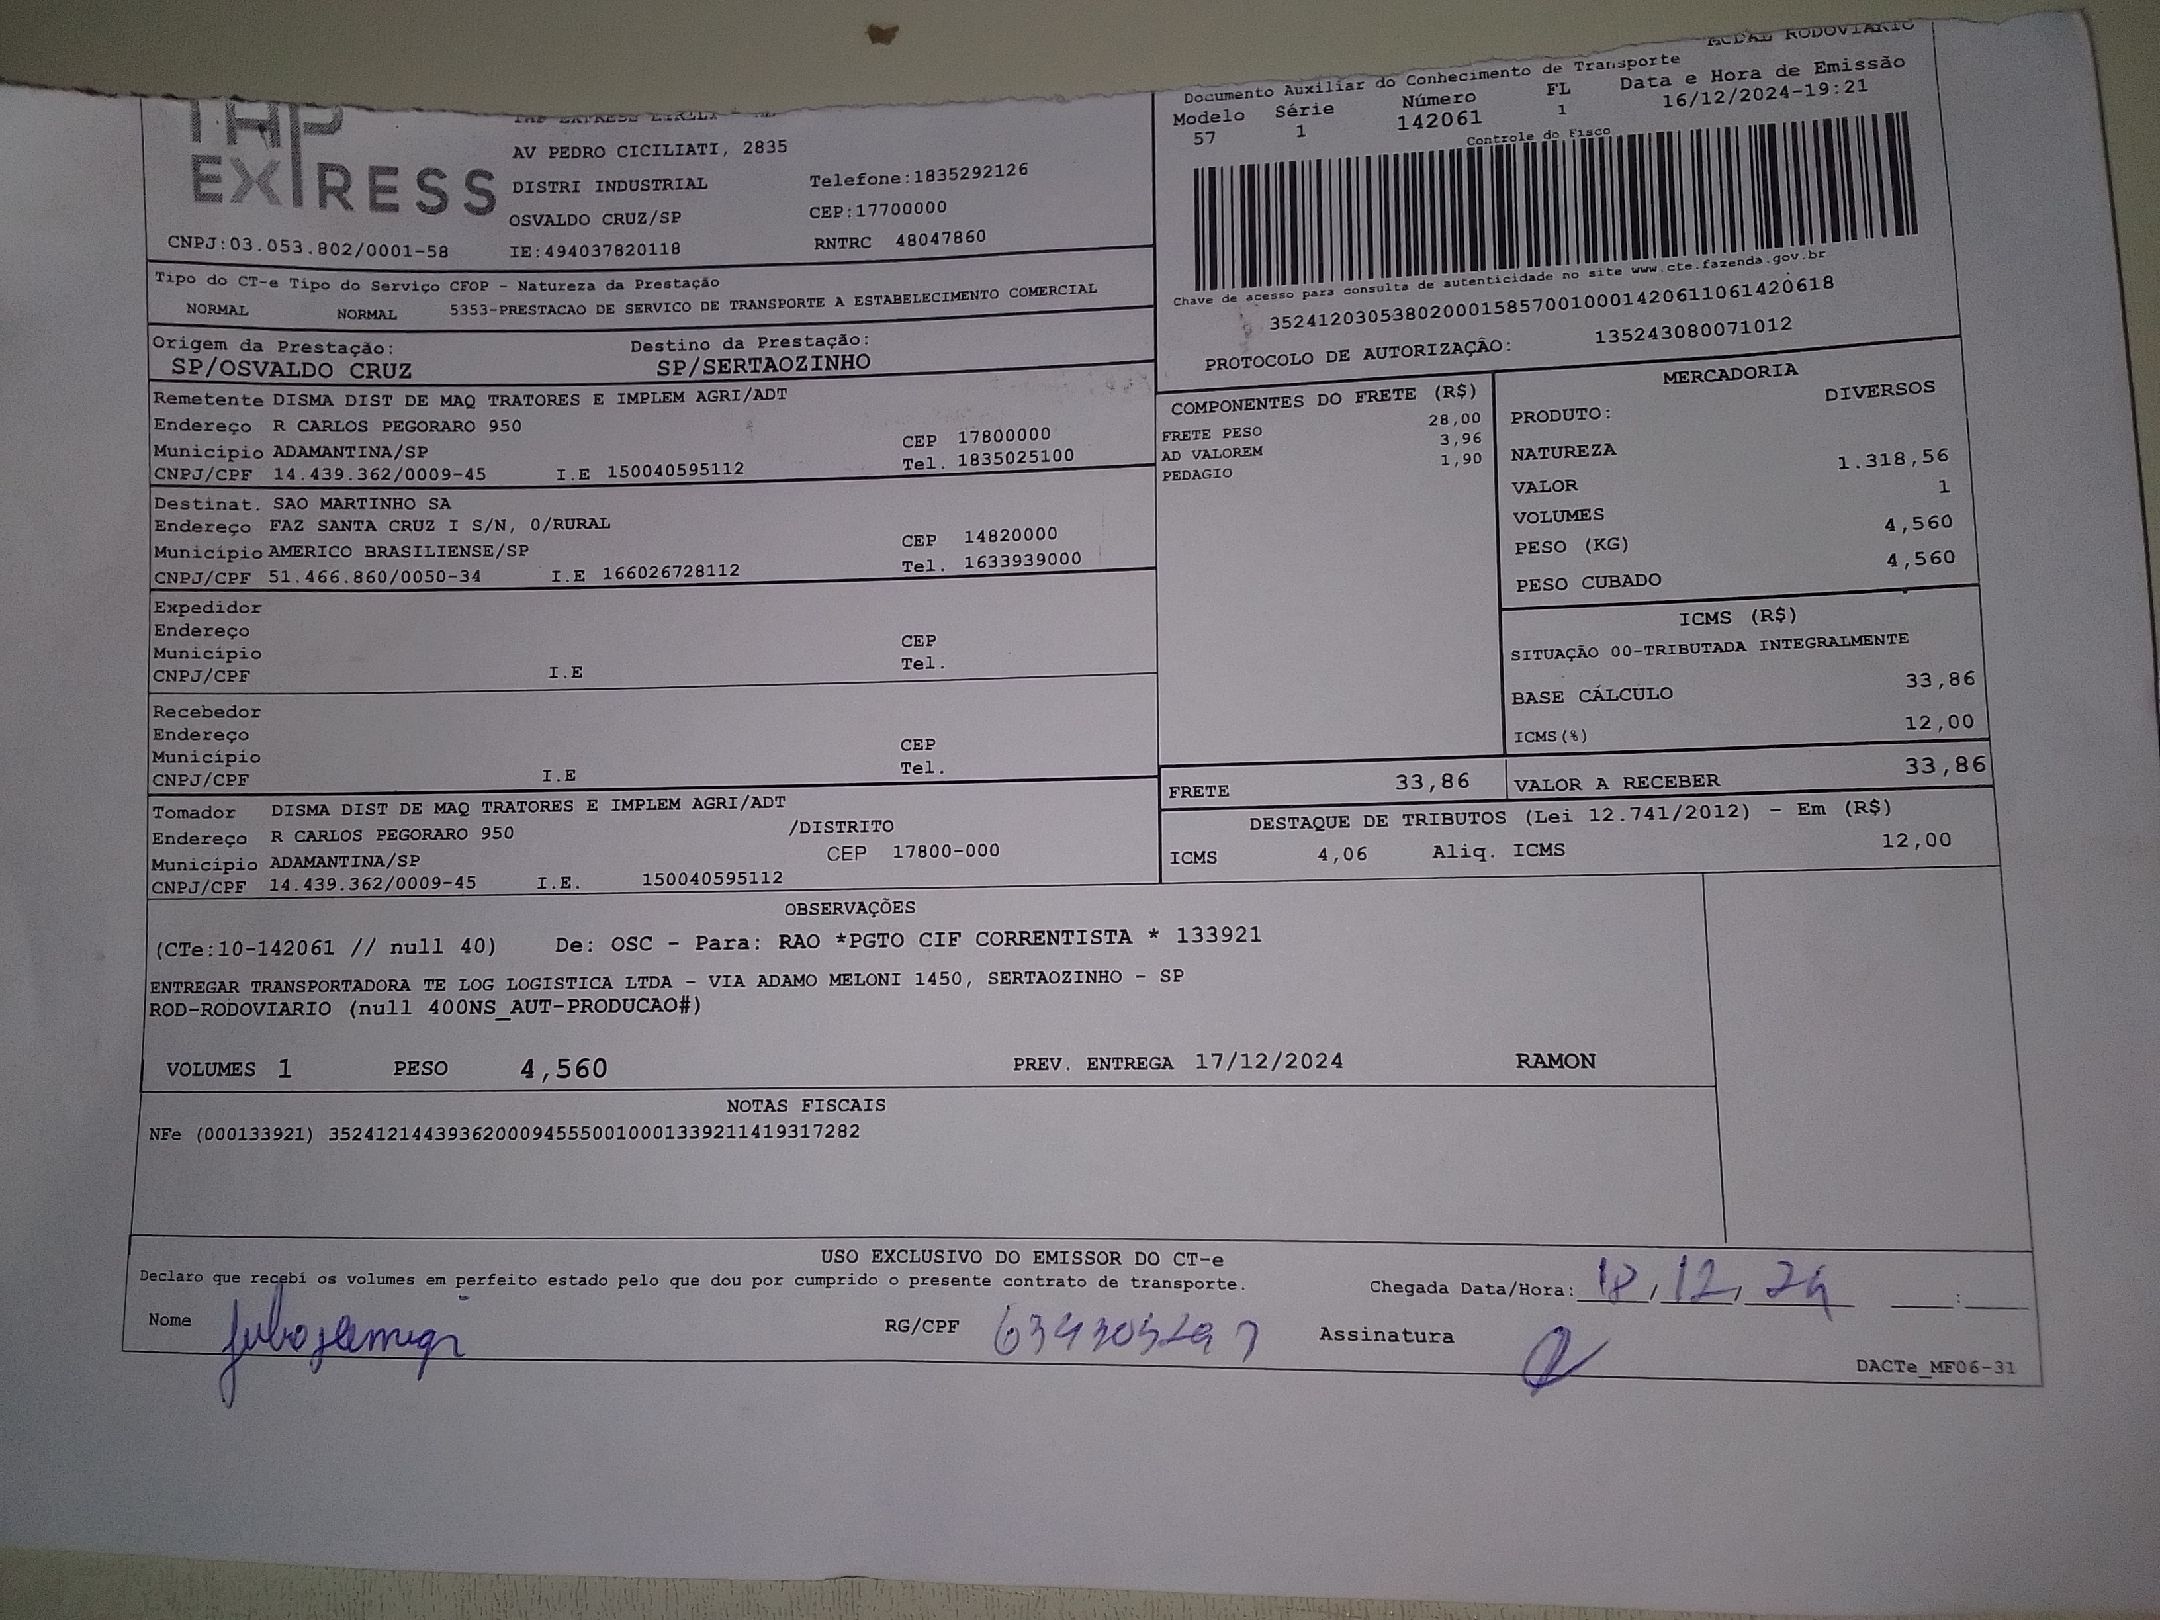 THP
EXPRESS
THP EXPRESS EIRELI - ME
AV PEDRO CICILIATI, 2835
DISTRI INDUSTRIAL Telefone:1835292126
OSVALDO CRUZ/SP CEP:17700000
CNPJ:03.053.802/0001-58 IE:494037820118 RNTRC 48047860
RODOVIARIO
Documento Auxiliar do Conhecimento de Transporte
Modelo Série Número FL Data e Hora de Emissão
57 1 142061 1 16/12/2024-19:21
Controle do Fisco
Chave de acesso para consulta de autenticidade no site www.cte.fazenda.gov.br
35241203053802000158570010001420611061420618
PROTOCOLO DE AUTORIZAÇÃO: 135243080071012
Tipo do CT-e Tipo do Serviço CFOP - Natureza da Prestação
NORMAL NORMAL 5353-PRESTACAO DE SERVICO DE TRANSPORTE A ESTABELECIMENTO COMERCIAL
Origem da Prestação: Destino da Prestação:
SP/OSVALDO CRUZ SP/SERTAOZINHO
Remetente DISMA DIST DE MAQ TRATORES E IMPLEM AGRI/ADT
Endereço R CARLOS PEGORARO 950
Município ADAMANTINA/SP CEP 17800000
CNPJ/CPF 14.439.362/0009-45 I.E 150040595112 Tel. 1835025100
Destinat. SAO MARTINHO SA
Endereço FAZ SANTA CRUZ I S/N, 0/RURAL
Município AMERICO BRASILIENSE/SP CEP 14820000
CNPJ/CPF 51.466.860/0050-34 I.E 166026728112 Tel. 1633939000
Expedidor
Endereço
Município CEP
CNPJ/CPF I.E Tel.
Recebedor
Endereço
Município CEP
CNPJ/CPF I.E Tel.
Tomador DISMA DIST DE MAQ TRATORES E IMPLEM AGRI/ADT
Endereço R CARLOS PEGORARO 950 /DISTRITO
Município ADAMANTINA/SP CEP 17800-000
CNPJ/CPF 14.439.362/0009-45 I.E. 150040595112
COMPONENTES DO FRETE (R$)
FRETE PESO 28,00
AD VALOREM 3,96
PEDAGIO 1,90
MERCADORIA
PRODUTO: DIVERSOS
NATUREZA
VALOR 1.318,56
VOLUMES 1
PESO (KG) 4,560
PESO CUBADO 4,560
ICMS (R$)
SITUAÇÃO 00-TRIBUTADA INTEGRALMENTE
BASE CÁLCULO 33,86
ICMS(%) 12,00
FRETE 33,86 VALOR A RECEBER 33,86
DESTAQUE DE TRIBUTOS (Lei 12.741/2012) - Em (R$)
ICMS 4,06 Aliq. ICMS 12,00
OBSERVAÇÕES
(CTe:10-142061 // null 40) De: OSC - Para: RAO *PGTO CIF CORRENTISTA * 133921
ENTREGAR TRANSPORTADORA TE LOG LOGISTICA LTDA - VIA ADAMO MELONI 1450, SERTAOZINHO - SP
ROD-RODOVIARIO (null 400NS_AUT-PRODUCAO#)
VOLUMES 1 PESO 4,560 PREV. ENTREGA 17/12/2024 RAMON
NOTAS FISCAIS
NFe (000133921) 35241214439362000945550010001339211419317282
USO EXCLUSIVO DO EMISSOR DO CT-e
Declaro que recebi os volumes em perfeito estado pelo que dou por cumprido o presente contrato de transporte.
Chegada Data/Hora: 18, 12, 24 :
Nome RG/CPF Assinatura
DACTe_MF06-31